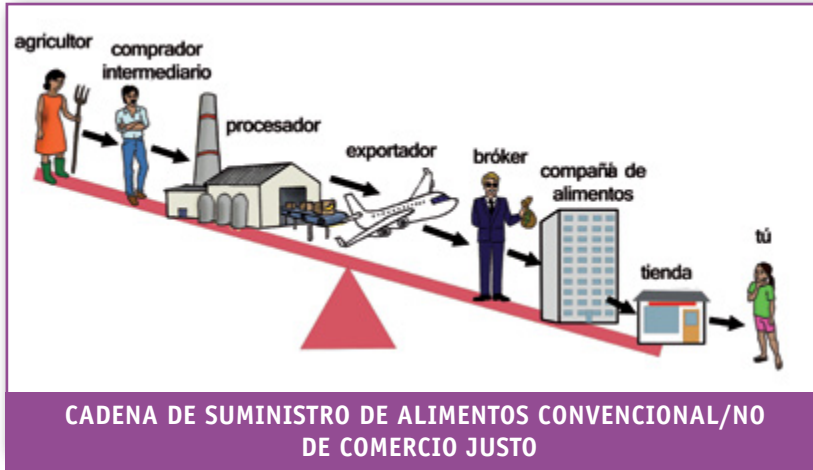 agricultor
comprador
intermediario
procesador
exportador
bróker
compañia de
alimentos
tienda
tú
CADENA DE SUMINISTRO DE ALIMENTOS CONVENCIONAL/NO
DE COMERCIO JUSTO